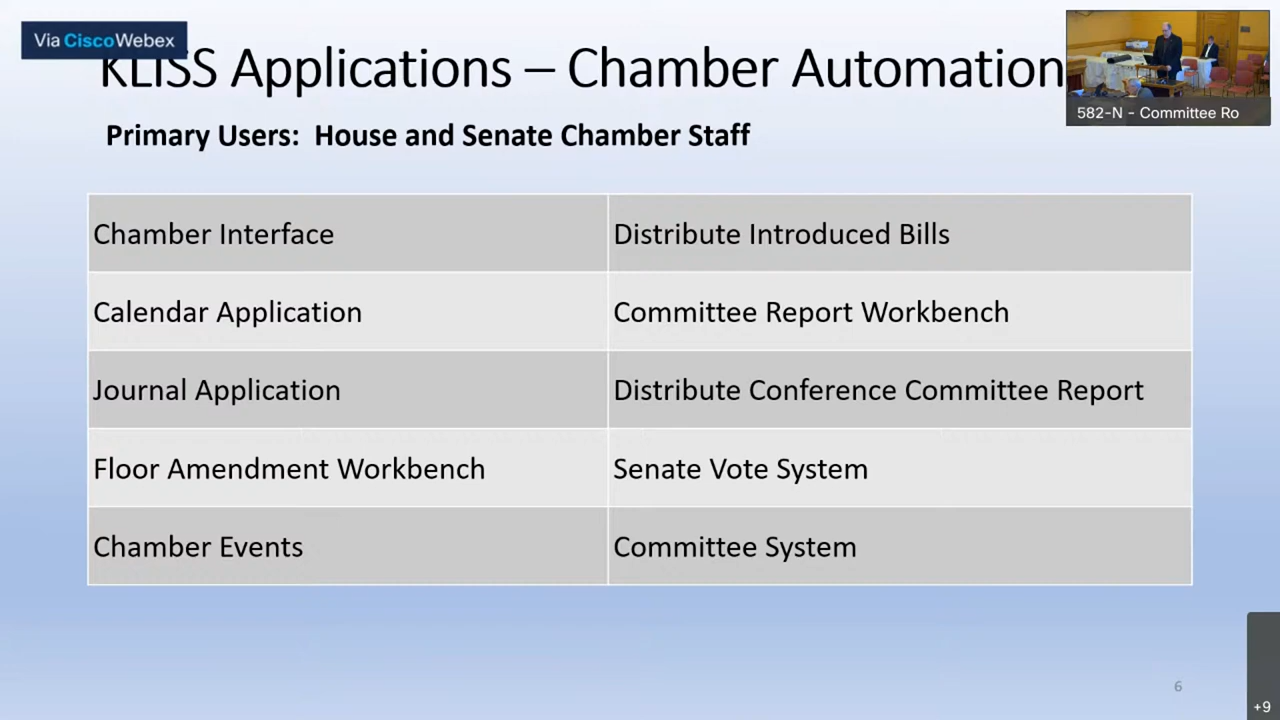 Via CiscoWebex
KLISS Applications – Chamber Automation
582-N - Committee Ro
Primary Users: House and Senate Chamber Staff
Chamber Interface
Distribute Introduced Bills
Calendar Application
Committee Report Workbench
Journal Application
Distribute Conference Committee Report
Floor Amendment Workbench
Senate Vote System
Chamber Events
Committee System
6
+9